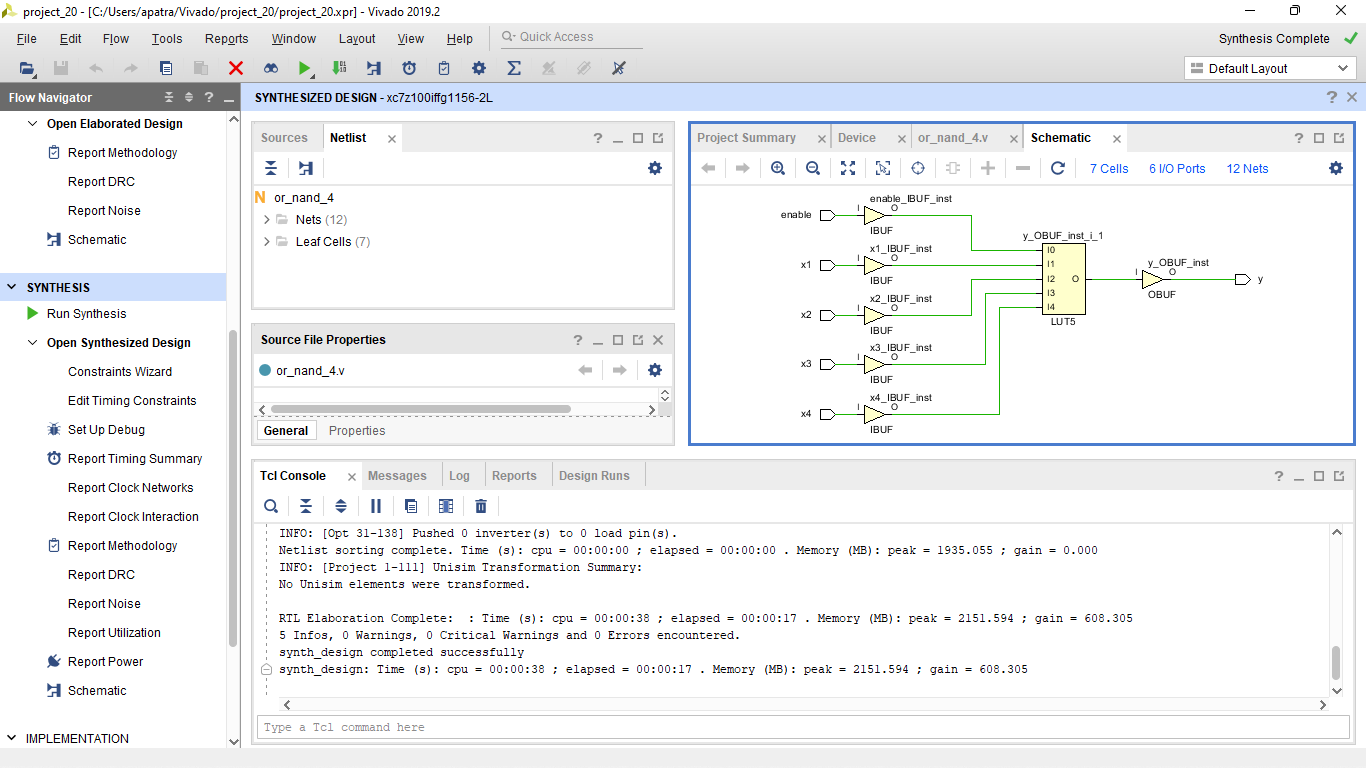 project_20 - [C:/Users/apatra/Vivado/project_20/project_20.xpr] - Vivado 2019.2
File Edit Flow Tools Reports Window Layout View Help Quick Access Synthesis Complete
Default Layout
Flow Navigator
Open Elaborated Design
Report Methodology
Report DRC
Report Noise
Schematic
SYNTHESIS
Run Synthesis
Open Synthesized Design
Constraints Wizard
Edit Timing Constraints
Set Up Debug
Report Timing Summary
Report Clock Networks
Report Clock Interaction
Report Methodology
Report DRC
Report Noise
Report Utilization
Report Power
Schematic
IMPLEMENTATION
SYNTHESIZED DESIGN - xc7z100iffg1156-2L
Sources Netlist
N or_nand_4
Nets (12)
Leaf Cells (7)
Source File Properties
or_nand_4.v
General Properties
Project Summary Device or_nand_4.v Schematic
7 Cells 6 I/O Ports 12 Nets
enable_IBUF_inst
enable I O
IBUF
x1_IBUF_inst
x1 I O
IBUF
x2_IBUF_inst
x2 I O
IBUF
x3_IBUF_inst
x3 I O
IBUF
x4_IBUF_inst
x4 I O
IBUF
y_OBUF_inst_i_1
I0
I1
I2 O
I3
I4
LUT5
y_OBUF_inst
I O y
OBUF
Tcl Console Messages Log Reports Design Runs
INFO: [Opt 31-138] Pushed 0 inverter(s) to 0 load pin(s).
Netlist sorting complete. Time (s): cpu = 00:00:00 ; elapsed = 00:00:00 . Memory (MB): peak = 1935.055 ; gain = 0.000
INFO: [Project 1-111] Unisim Transformation Summary:
No Unisim elements were transformed.
RTL Elaboration Complete:  : Time (s): cpu = 00:00:38 ; elapsed = 00:00:17 . Memory (MB): peak = 2151.594 ; gain = 608.305
5 Infos, 0 Warnings, 0 Critical Warnings and 0 Errors encountered.
synth_design completed successfully
synth_design: Time (s): cpu = 00:00:38 ; elapsed = 00:00:17 . Memory (MB): peak = 2151.594 ; gain = 608.305
Type a Tcl command here